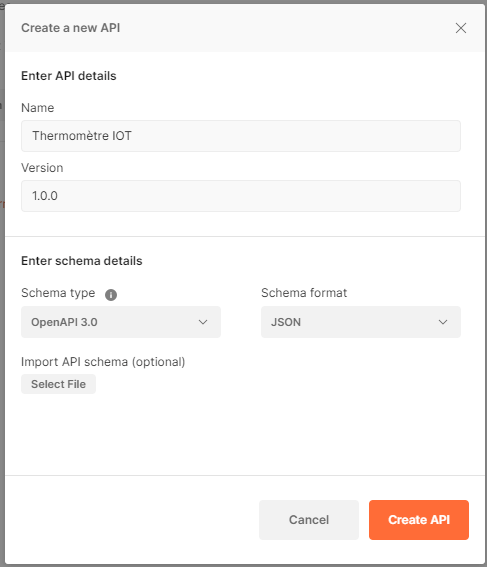 Create a new API
Enter API details
Name
Thermomètre IOT
Version
1.0.0
Enter schema details
Schema type
Schema format
OpenAPI 3.0
JSON
Import API schema (optional)
Select File
Cancel
Create API